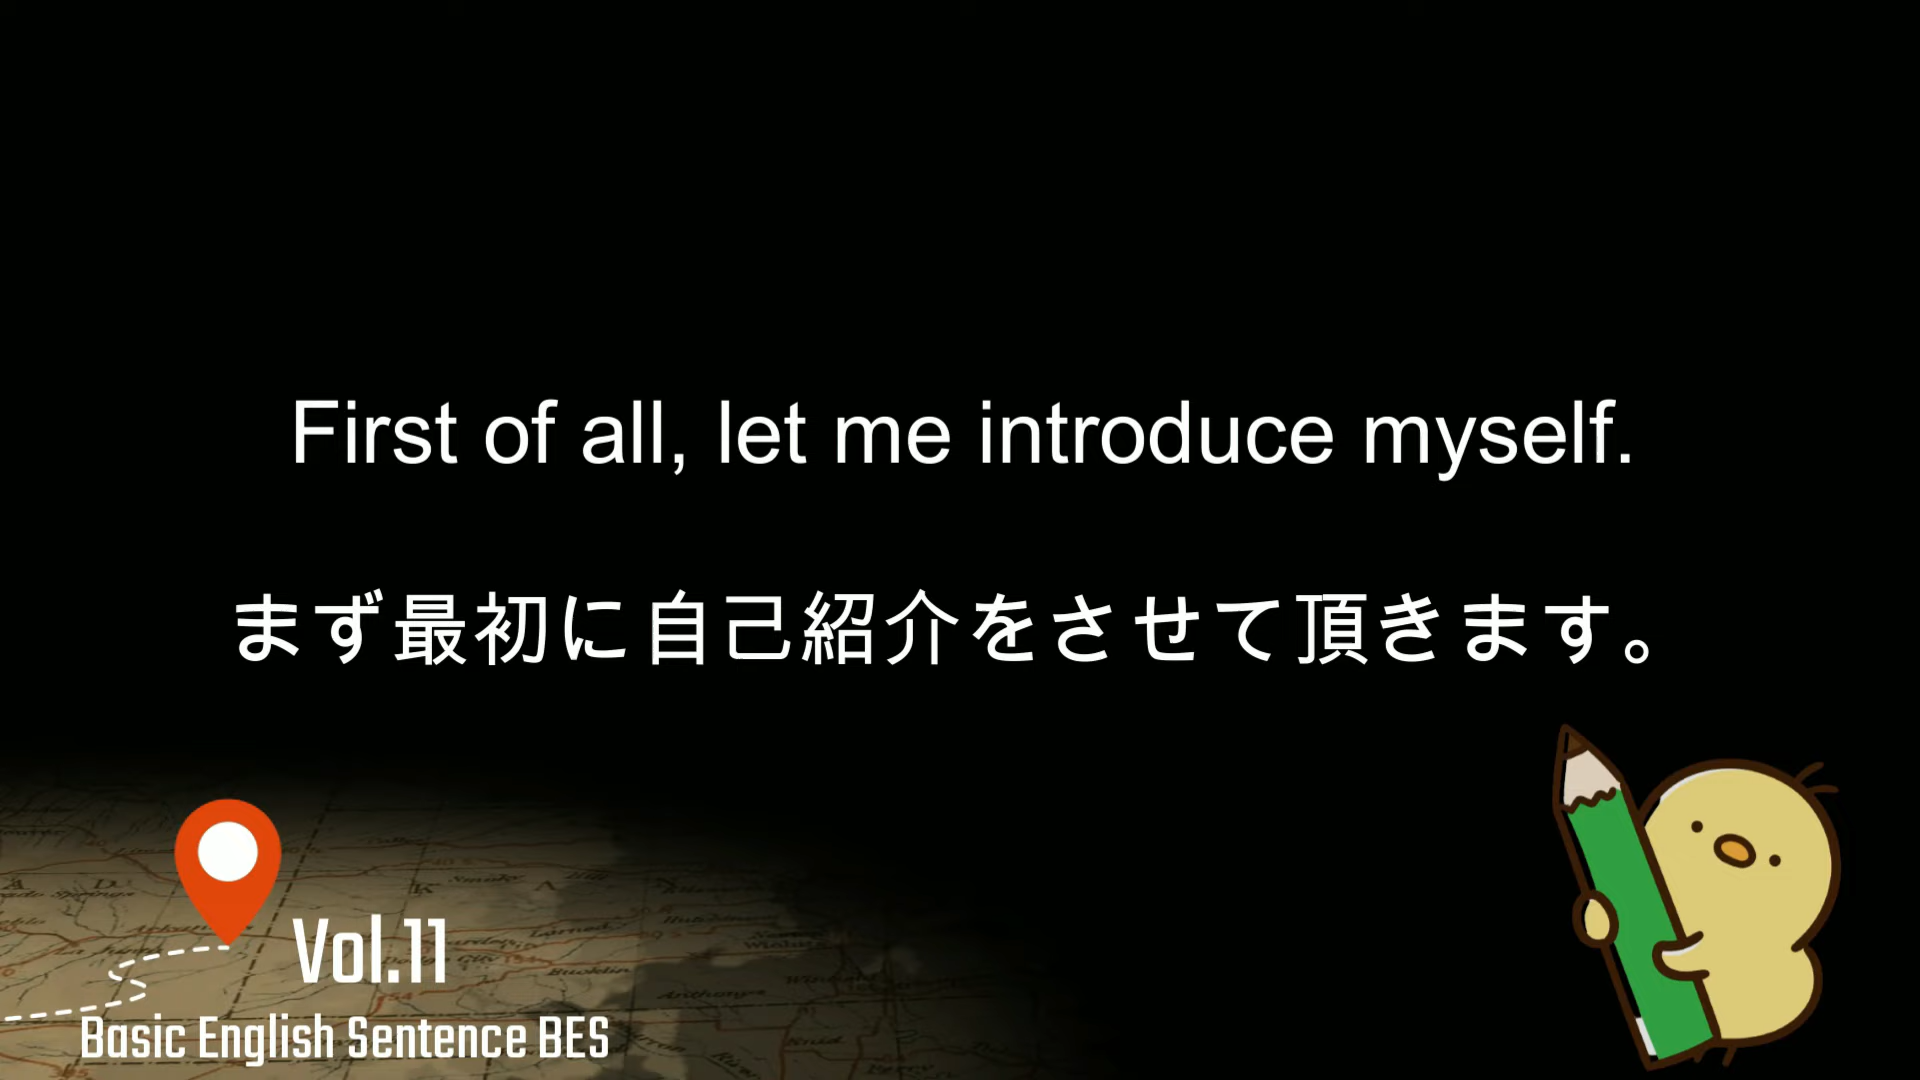 First of all, let me introduce myself.
まず最初に自己紹介をさせて頂きます。
Vol.11
Basic English Sentence BES